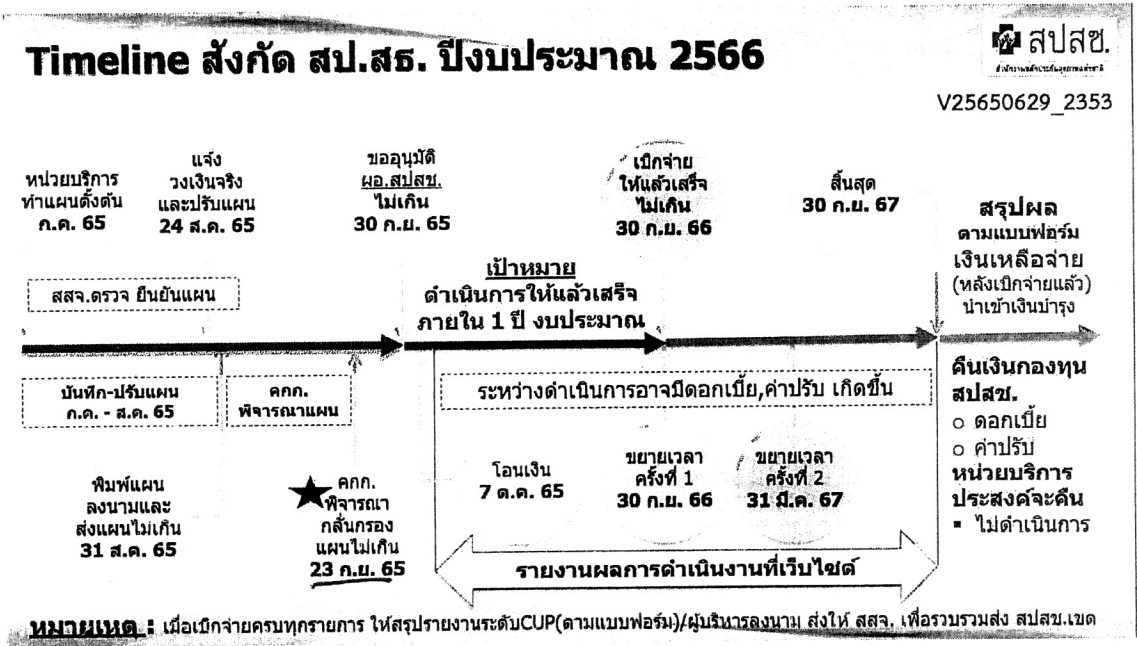 Timeline สังกัด สป.สธ. ปีงบประมาณ 2566
สปสช.
สำนักงานหลักประกันสุขภาพแห่งชาติ
V25650629_2353
หน่วยบริการ
ทำแผนตั้งต้น
ก.ค. 65
แจ้ง
วงเงินจริง
และปรับแผน
24 ส.ค. 65
ขออนุมัติ
ผอ.สปสช.
ไม่เกิน
30 ก.ย. 65
เบิกจ่าย
ให้แล้วเสร็จ
ไม่เกิน
30 ก.ย. 66
สิ้นสุด
30 ก.ย. 67
สรุปผล
ตามแบบฟอร์ม
เงินเหลือจ่าย
(หลังเบิกจ่ายแล้ว)
นำเข้าเงินบำรุง
สสจ.ตรวจ ยืนยันแผน
เป้าหมาย
ดำเนินการให้แล้วเสร็จ
ภายใน 1 ปี งบประมาณ
บันทึก-ปรับแผน
ก.ค. - ส.ค. 65
คกก.
พิจารณาแผน
ระหว่างดำเนินการอาจมีดอกเบี้ย,ค่าปรับ เกิดขึ้น
คืนเงินกองทุน
สปสช.
o ดอกเบี้ย
o ค่าปรับ
หน่วยบริการ
ประสงค์จะคืน
▪ ไม่ดำเนินการ
พิมพ์แผน
ลงนามและ
ส่งแผนไม่เกิน
31 ส.ค. 65
คกก.
พิจารณา
กลั่นกรอง
แผนไม่เกิน
23 ก.ย. 65
โอนเงิน
7 ต.ค. 65
ขยายเวลา
ครั้งที่ 1
30 ก.ย. 66
ขยายเวลา
ครั้งที่ 2
31 มี.ค. 67
รายงานผลการดำเนินงานที่เว็บไซต์
หมายเหตุ : เมื่อเบิกจ่ายครบทุกรายการ ให้สรุปรายงานระดับCUP(ตามแบบฟอร์ม)/ผู้บริหารลงนาม ส่งให้ สสจ. เพื่อรวบรวมส่ง สปสช.เขต